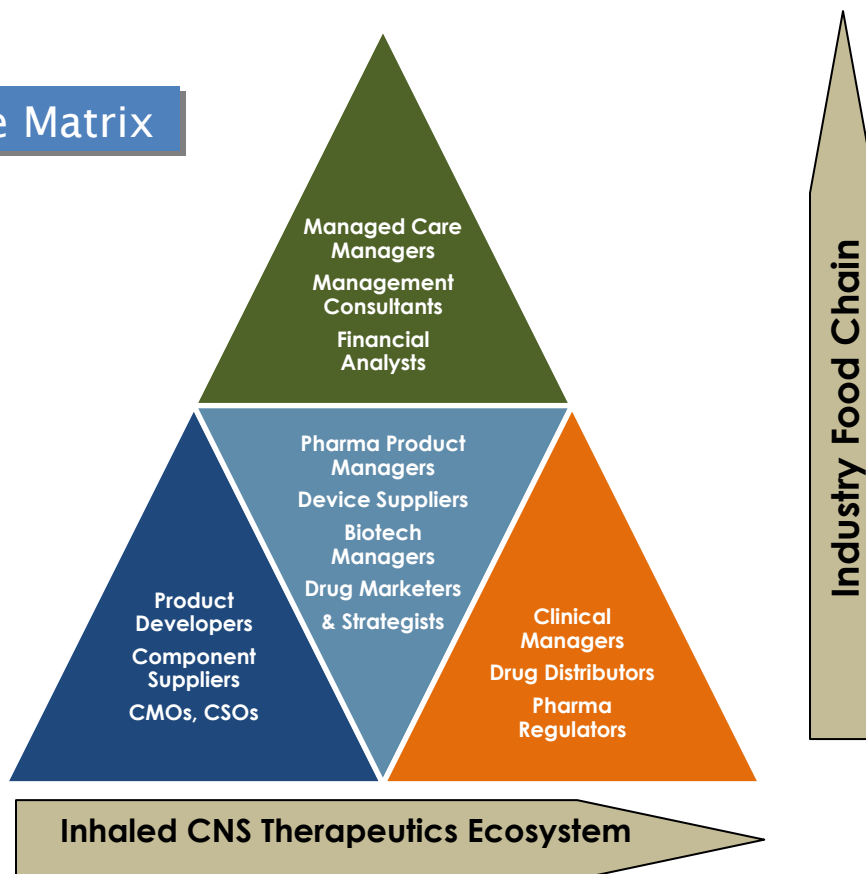 e Matrix
Managed Care
Managers
Management
Consultants
Financial
Analysts
Pharma Product
Managers
Device Suppliers
Biotech
Managers
Drug Marketers
& Strategists
Product
Developers
Component
Suppliers
CMOs, CSOs
Clinical
Managers
Drug Distributors
Pharma
Regulators
Industry Food Chain
Inhaled CNS Therapeutics Ecosystem